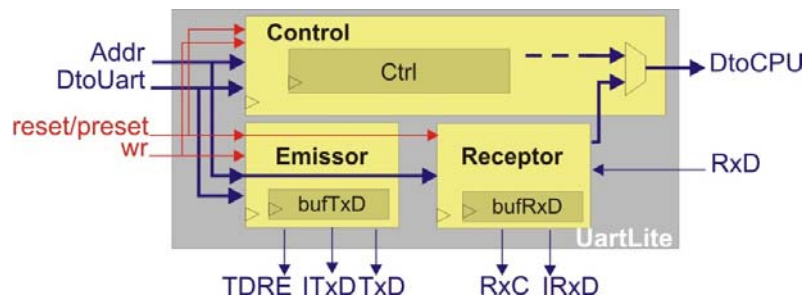 Control
Addr
Ctrl
DtoCPU
DtoUart
reset/preset
wr
Emissor
Receptor
RxD
bufTxD
bufRxD
UartLite
TDRE ITxD TxD
RxC IRxD